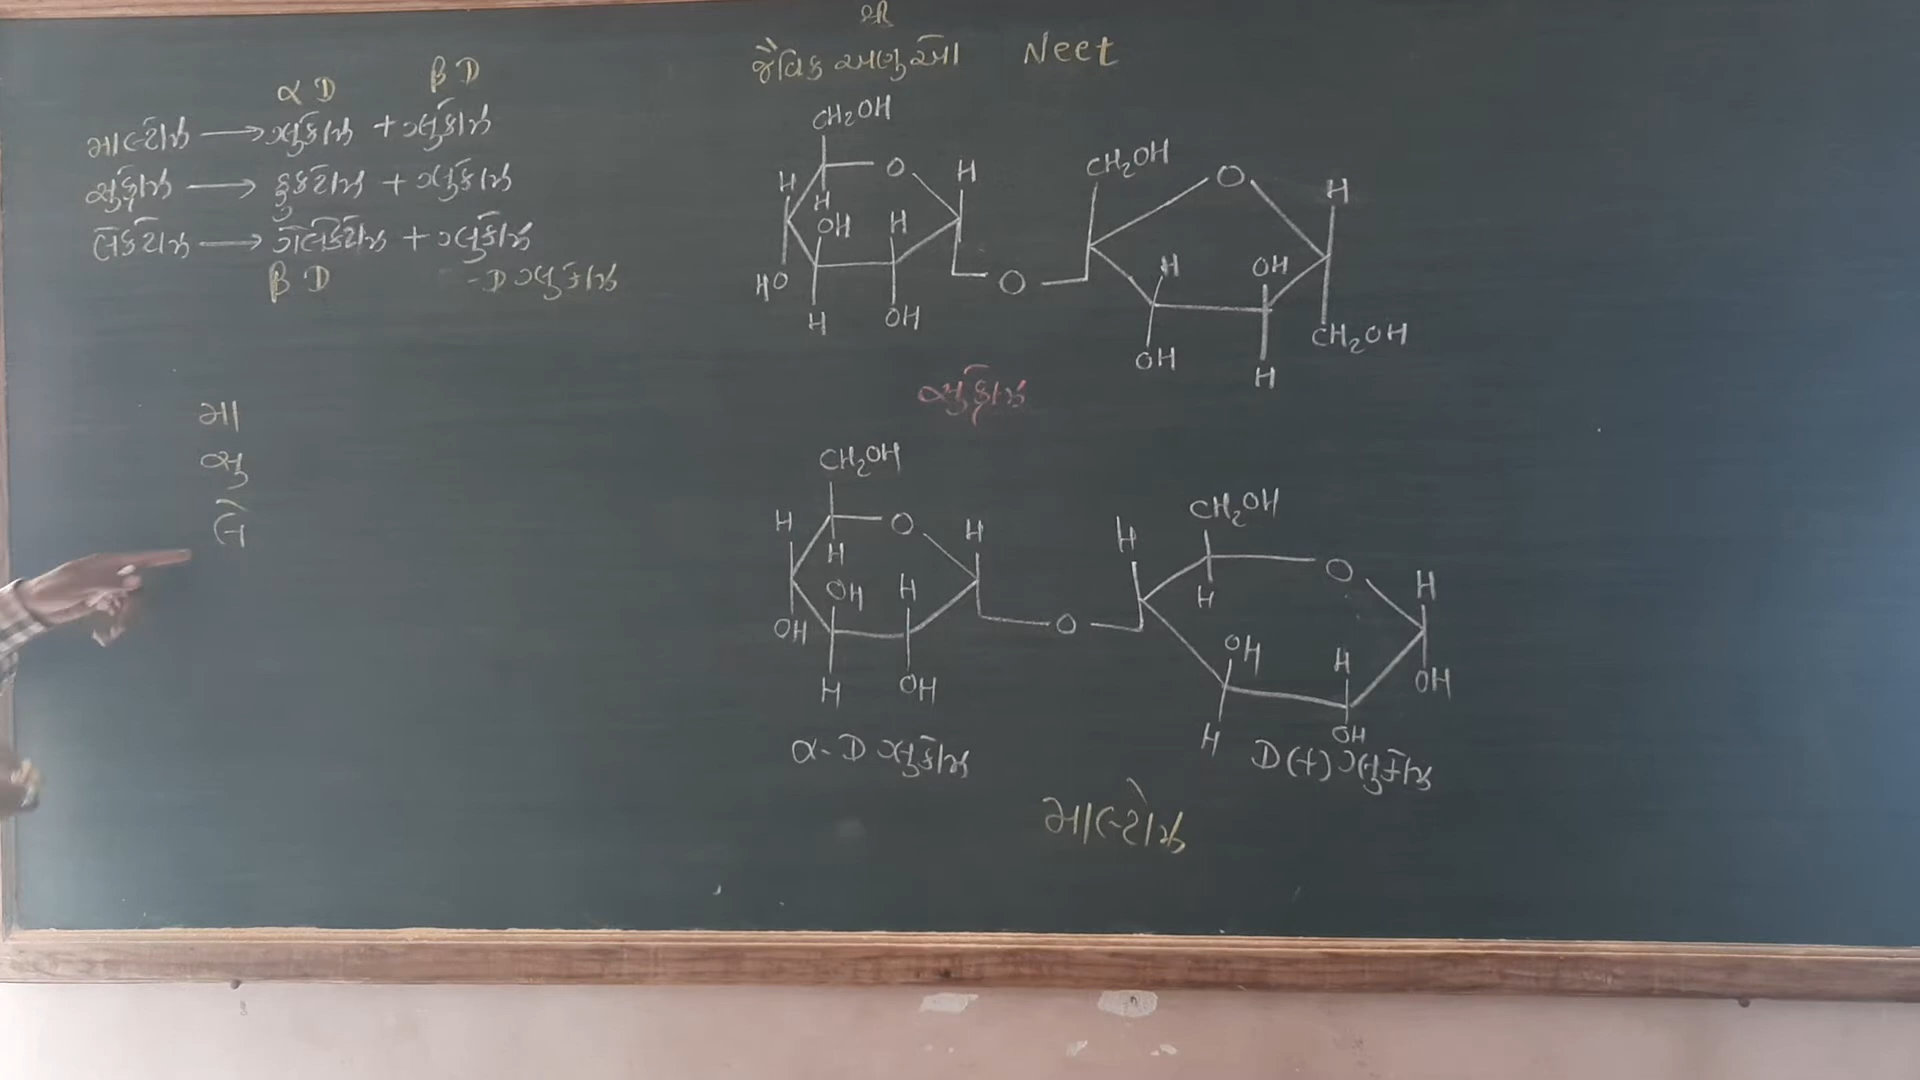 શ્રી
જૈવિક અણુઓ Neet
α D β D
માલ્ટોઝ → ગ્લુકોઝ + ગ્લુકોઝ
સુક્રોઝ → ફ્રુક્ટોઝ + ગ્લુકોઝ
લેક્ટોઝ → ગેલેક્ટોઝ + ગ્લુકોઝ
β D -D ગ્લુકોઝ
મા
સુ
લે
CH₂OH
O H
H
H
OH H
HO
H OH
O
CH₂OH
O H
H OH
OH H
CH₂OH
સુક્રોઝ
CH₂OH
H O H
H
OH H
OH
H OH
O
CH₂OH
H O H
H
OH H
OH
H OH
α- D ગ્લુકોઝ
D(+) ગ્લુકોઝ
માલ્ટોઝ